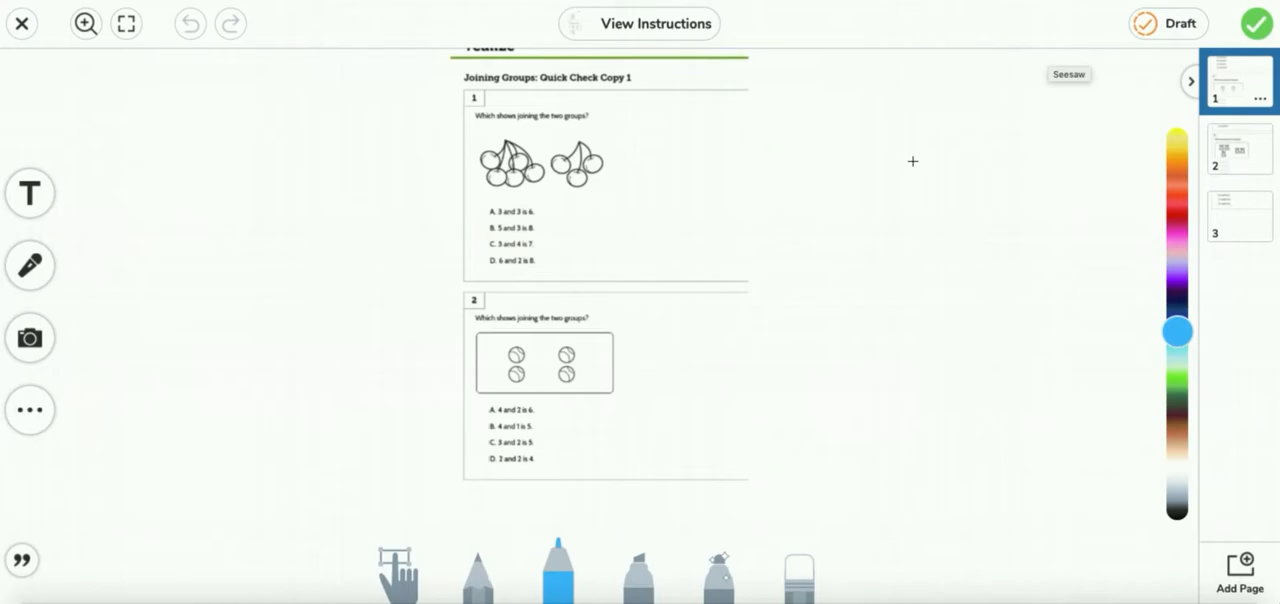 View Instructions
Draft
realize
Seesaw
Joining Groups: Quick Check Copy 1
1
Which shows joining the two groups?
A. 3 and 3 is 6.
B. 5 and 3 is 8.
C. 3 and 4 is 7.
D. 6 and 2 is 8.
2
Which shows joining the two groups?
A. 4 and 2 is 6.
B. 4 and 1 is 5.
C. 3 and 2 is 5.
D. 2 and 2 is 4.
T
1
2
3
Add Page